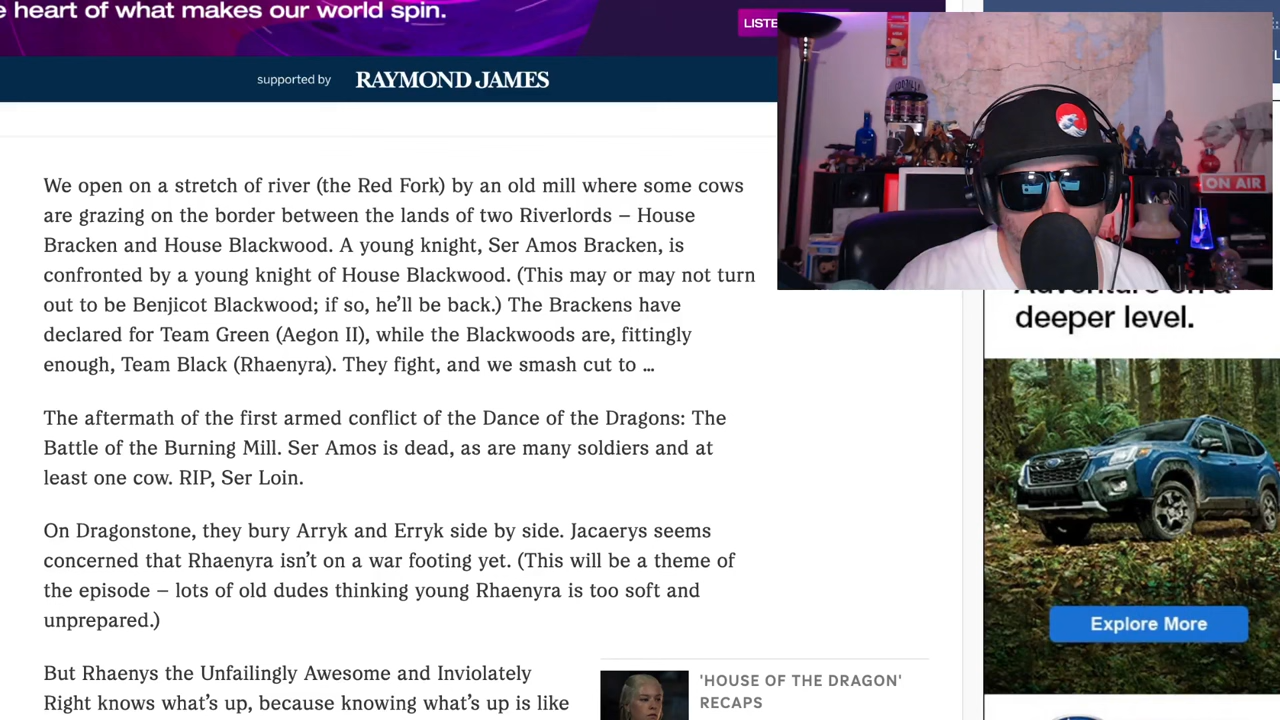 e heart of what makes our world spin.
LISTE
supported by RAYMOND JAMES
ON AIR
We open on a stretch of river (the Red Fork) by an old mill where some cows
are grazing on the border between the lands of two Riverlords – House
Bracken and House Blackwood. A young knight, Ser Amos Bracken, is
confronted by a young knight of House Blackwood. (This may or may not turn
out to be Benjicot Blackwood; if so, he’ll be back.) The Brackens have
declared for Team Green (Aegon II), while the Blackwoods are, fittingly
enough, Team Black (Rhaenyra). They fight, and we smash cut to ...
The aftermath of the first armed conflict of the Dance of the Dragons: The
Battle of the Burning Mill. Ser Amos is dead, as are many soldiers and at
least one cow. RIP, Ser Loin.
On Dragonstone, they bury Arryk and Erryk side by side. Jacaerys seems
concerned that Rhaenyra isn’t on a war footing yet. (This will be a theme of
the episode – lots of old dudes thinking young Rhaenyra is too soft and
unprepared.)
But Rhaenys the Unfailingly Awesome and Inviolately
Right knows what’s up, because knowing what’s up is like
'HOUSE OF THE DRAGON'
RECAPS
Adventure on a
deeper level.
Explore More